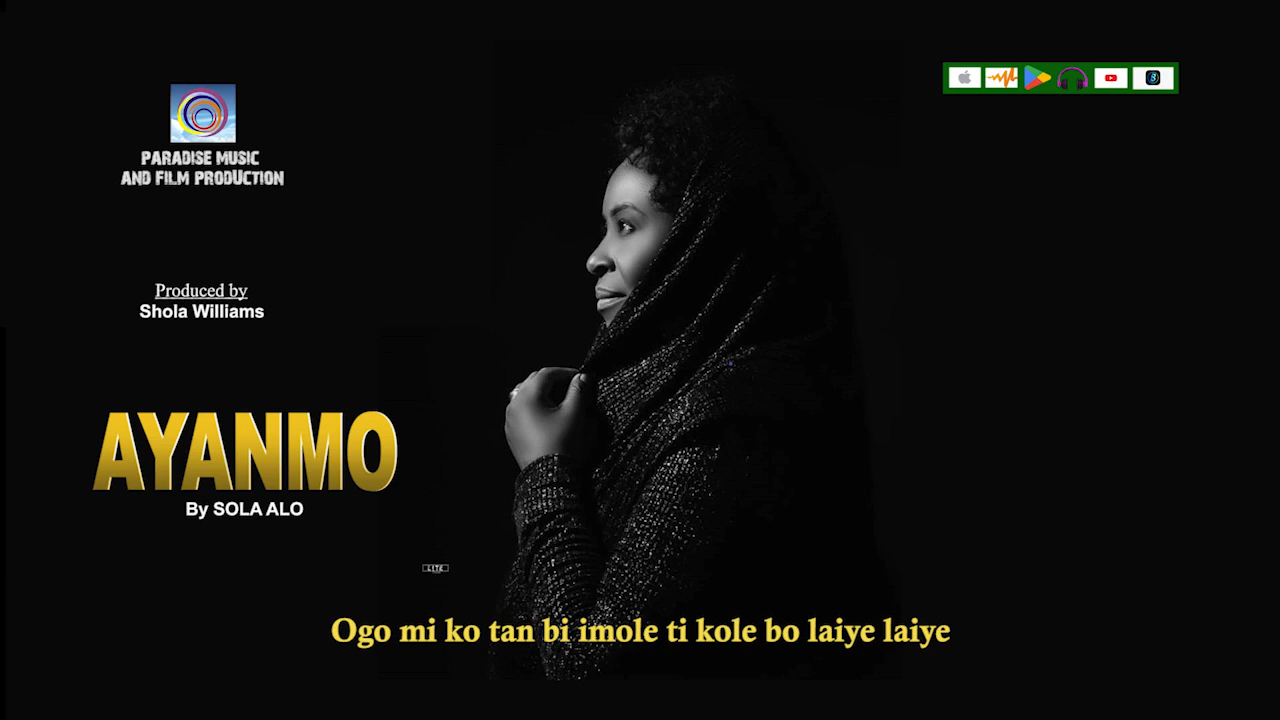 PARADISE MUSIC
AND FILM PRODUCTION
Produced by
Shola Williams
AYANMO
By SOLA ALO
Ogo mi ko tan bi imole ti kole bo laiye laiye